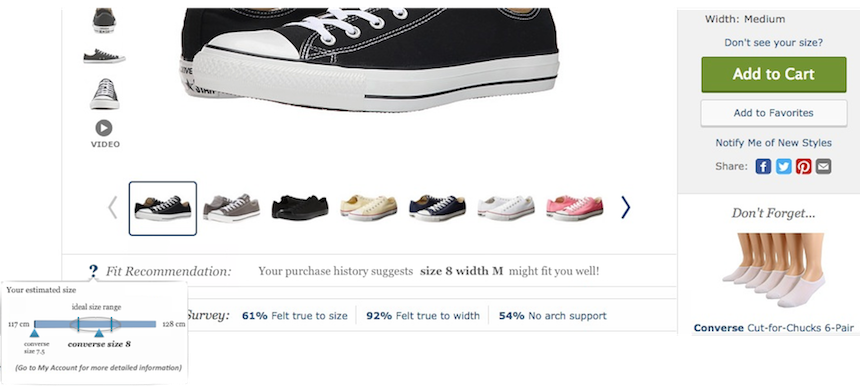 Width: Medium
Don't see your size?
Add to Cart
Add to Favorites
Notify Me of New Styles
Share:
VIDEO
Don't Forget...
? Fit Recommendation: Your purchase history suggests size 8 width M might fit you well!
Survey: 61% Felt true to size 92% Felt true to width 54% No arch support
Your estimated size
ideal size range
117 cm 128 cm
converse
size 7.5
converse size 8
(Go to My Account for more detailed information)
Converse Cut-for-Chucks 6-Pair